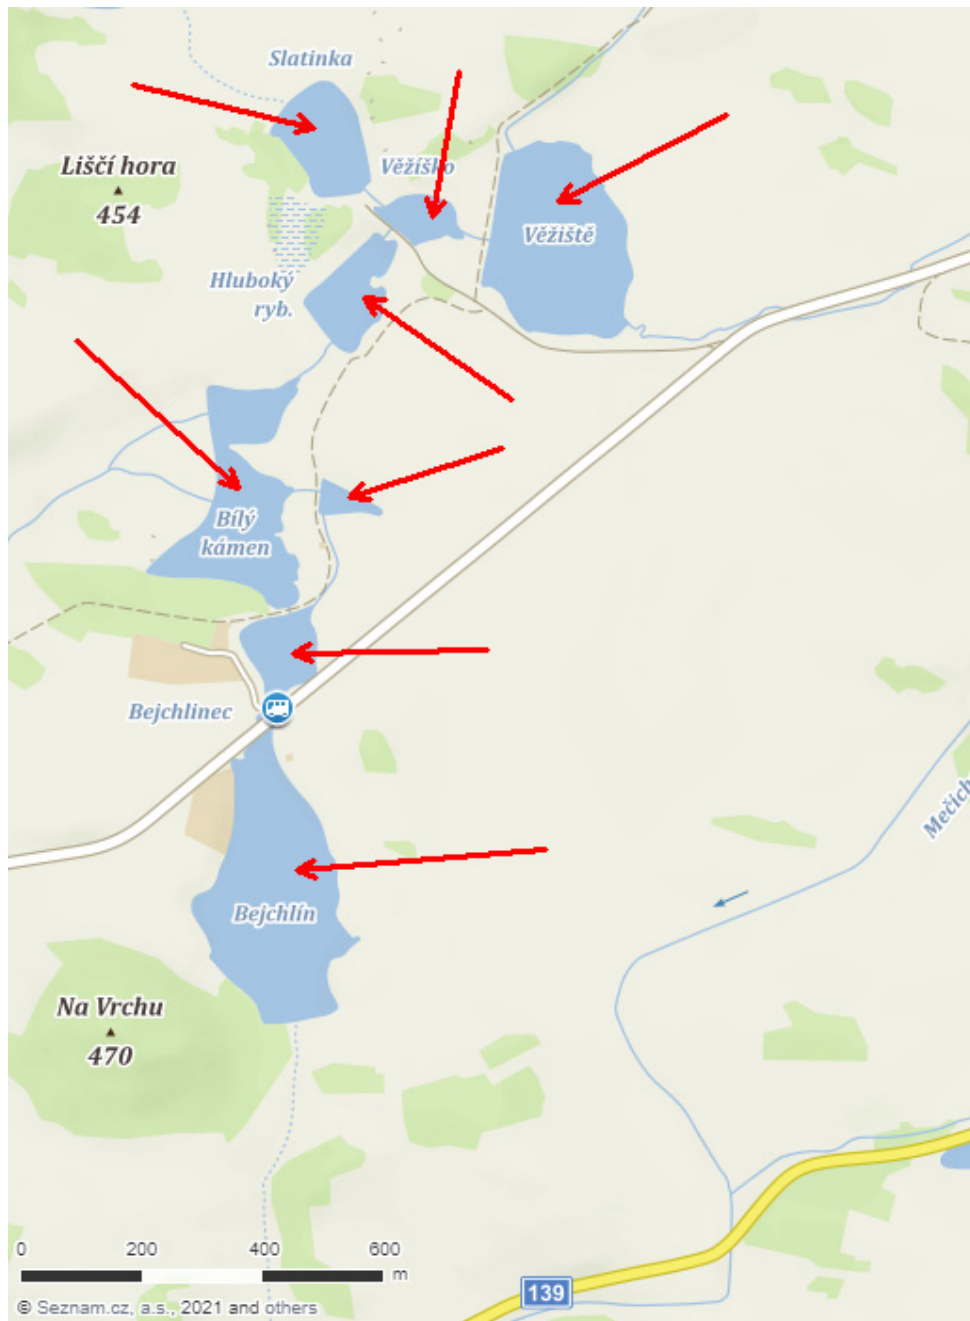 Slatinka
Věžíško
Liščí hora
454
Věžiště
Hluboký
ryb.
Bílý
kámen
Bejchlinec
Bejchlín
Na Vrchu
470
0 200 400 600
m
139
© Seznam.cz, a.s., 2021 and others